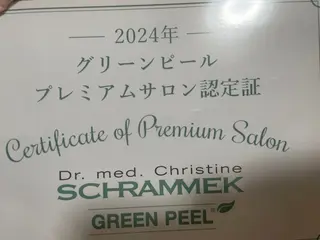 2024年
グリーンピール
プレミアムサロン認定証
Certificate of Premium Salon
Dr. med. Christine
SCHRAMMEK
GREEN PEEL®